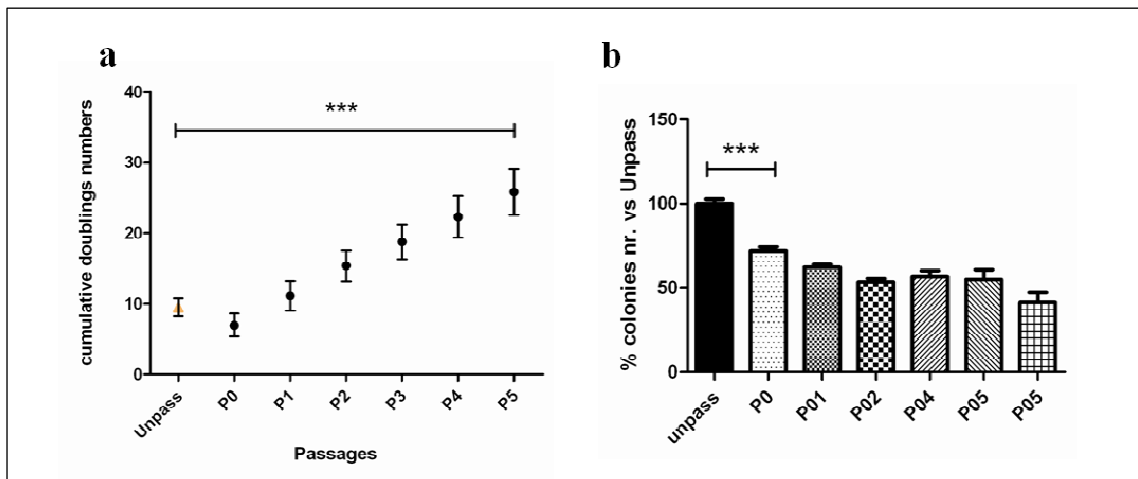 a
cumulative doublings numbers
40
30
20
10
0
***
Unpass
P0
P1
P2
P3
P4
P5
Passages
b
% colonies nr. vs Unpass
150
100
50
0
***
unpass
P0
P01
P02
P04
P05
P05